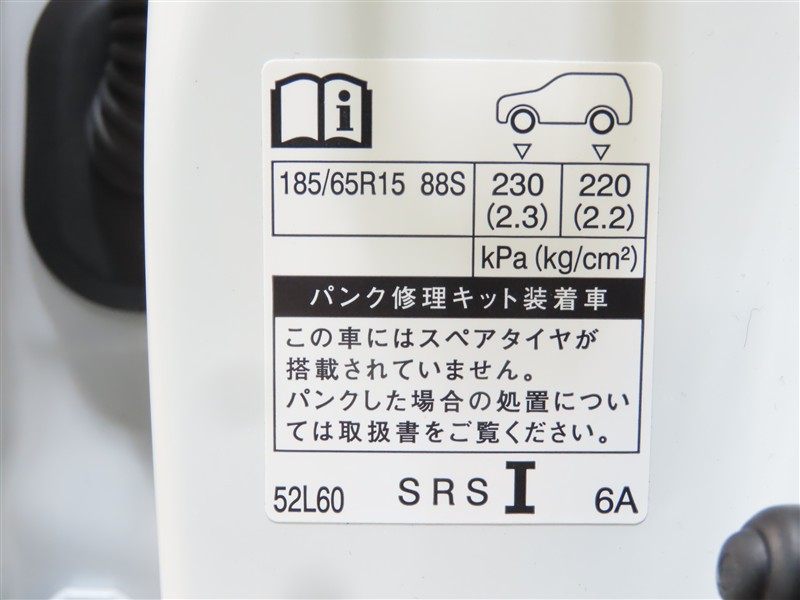 185/65R15 88S 230 220
(2.3) (2.2)
kPa (kg/cm²)
パンク修理キット装着車
この車にはスペアタイヤが
搭載されていません。
パンクした場合の処置につい
ては取扱書をご覧ください。
52L60 SRS I 6A